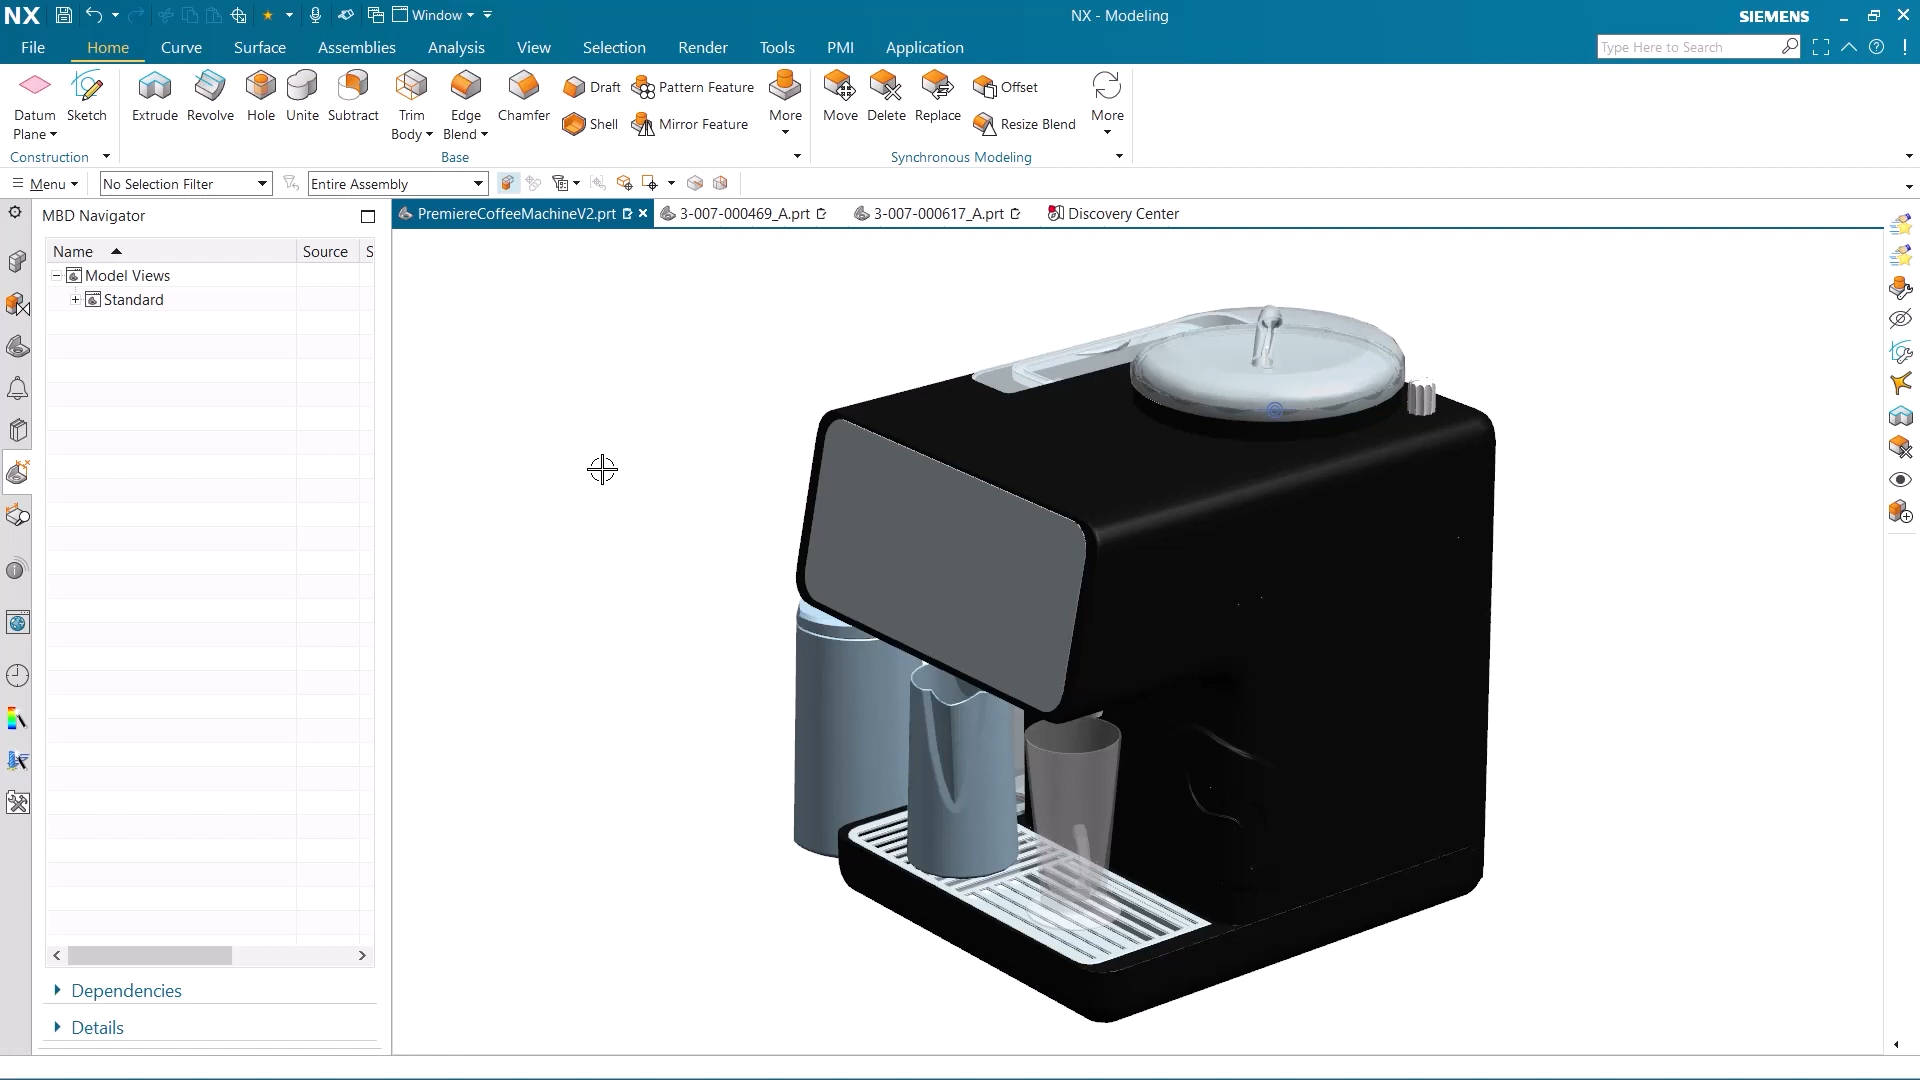 NX Window NX - Modeling SIEMENS
File Home Curve Surface Assemblies Analysis View Selection Render Tools PMI Application Type Here to Search
Datum Plane Sketch Extrude Revolve Hole Unite Subtract Trim Body Edge Blend Chamfer Draft Pattern Feature More Move Delete Replace Offset More
Shell Mirror Feature Resize Blend
Construction Base Synchronous Modeling
Menu No Selection Filter Entire Assembly
MBD Navigator PremiereCoffeeMachineV2.prt 3-007-000469_A.prt 3-007-000617_A.prt Discovery Center
Name Source S
Model Views
Standard
Dependencies
Details